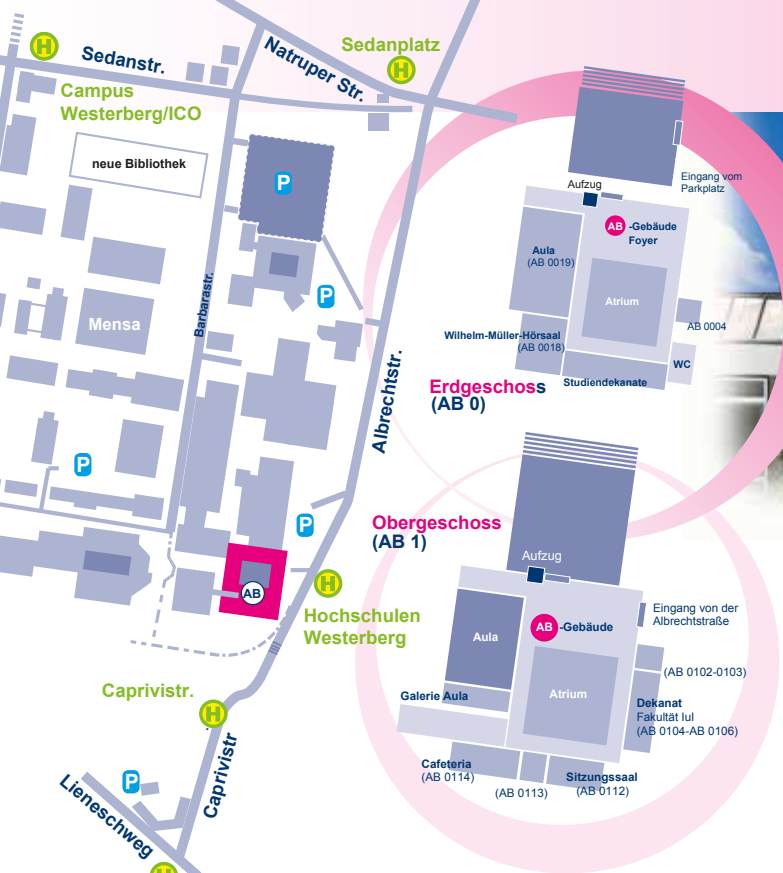 Sedanplatz
H
H
Sedanstr.
Natruper Str.
H
Campus
Westerberg/ICO
neue Bibliothek
P
P
Mensa
Barbarastr.
Albrechtstr.
P
P
AB
H
Hochschulen
Westerberg
Caprivistr.
H
Caprivistr
P
Lieneschweg
H
Eingang vom
Parkplatz
Aufzug
AB -Gebäude
Foyer
Aula
(AB 0019)
Atrium
AB 0004
Wilhelm-Müller-Hörsaal
(AB 0018)
WC
Studiendekanate
Erdgeschoss
(AB 0)
Obergeschoss
(AB 1)
Aufzug
AB -Gebäude
Eingang von der
Albrechtstraße
Aula
(AB 0102-0103)
Atrium
Galerie Aula
Dekanat
Fakultät IuI
(AB 0104-AB 0106)
Cafeteria
(AB 0114)
(AB 0113)
Sitzungssaal
(AB 0112)